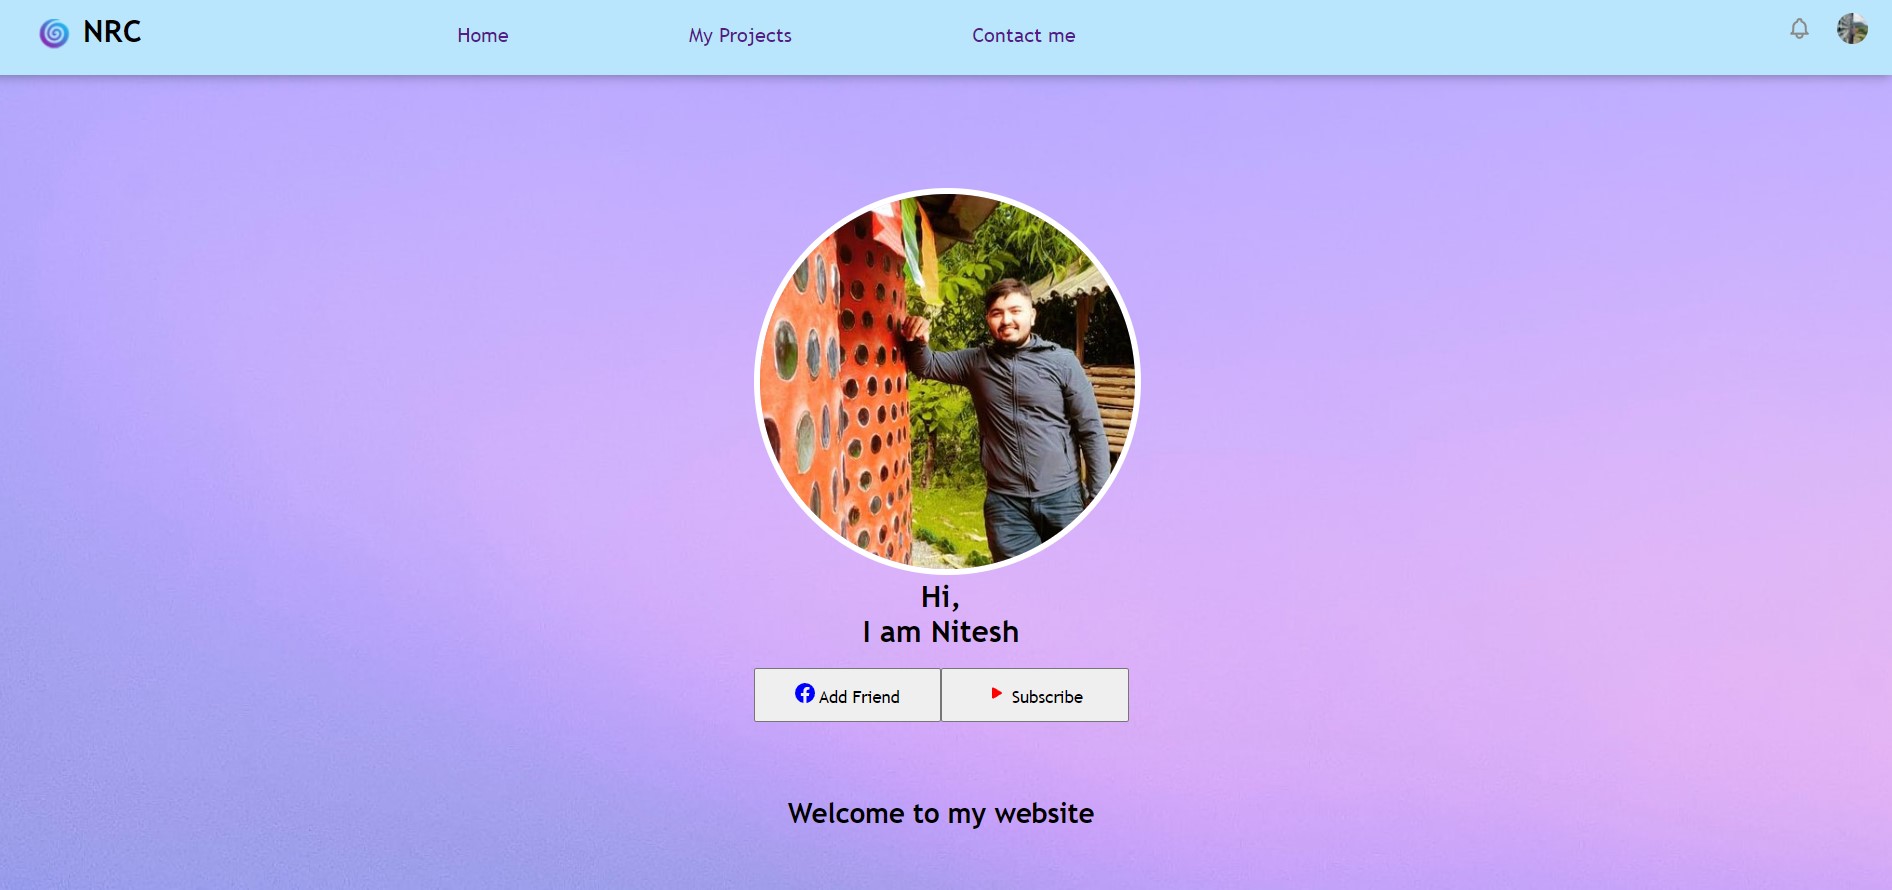 NRC
Home
My Projects
Contact me
Hi,
I am Nitesh
Add Friend
Subscribe
Welcome to my website